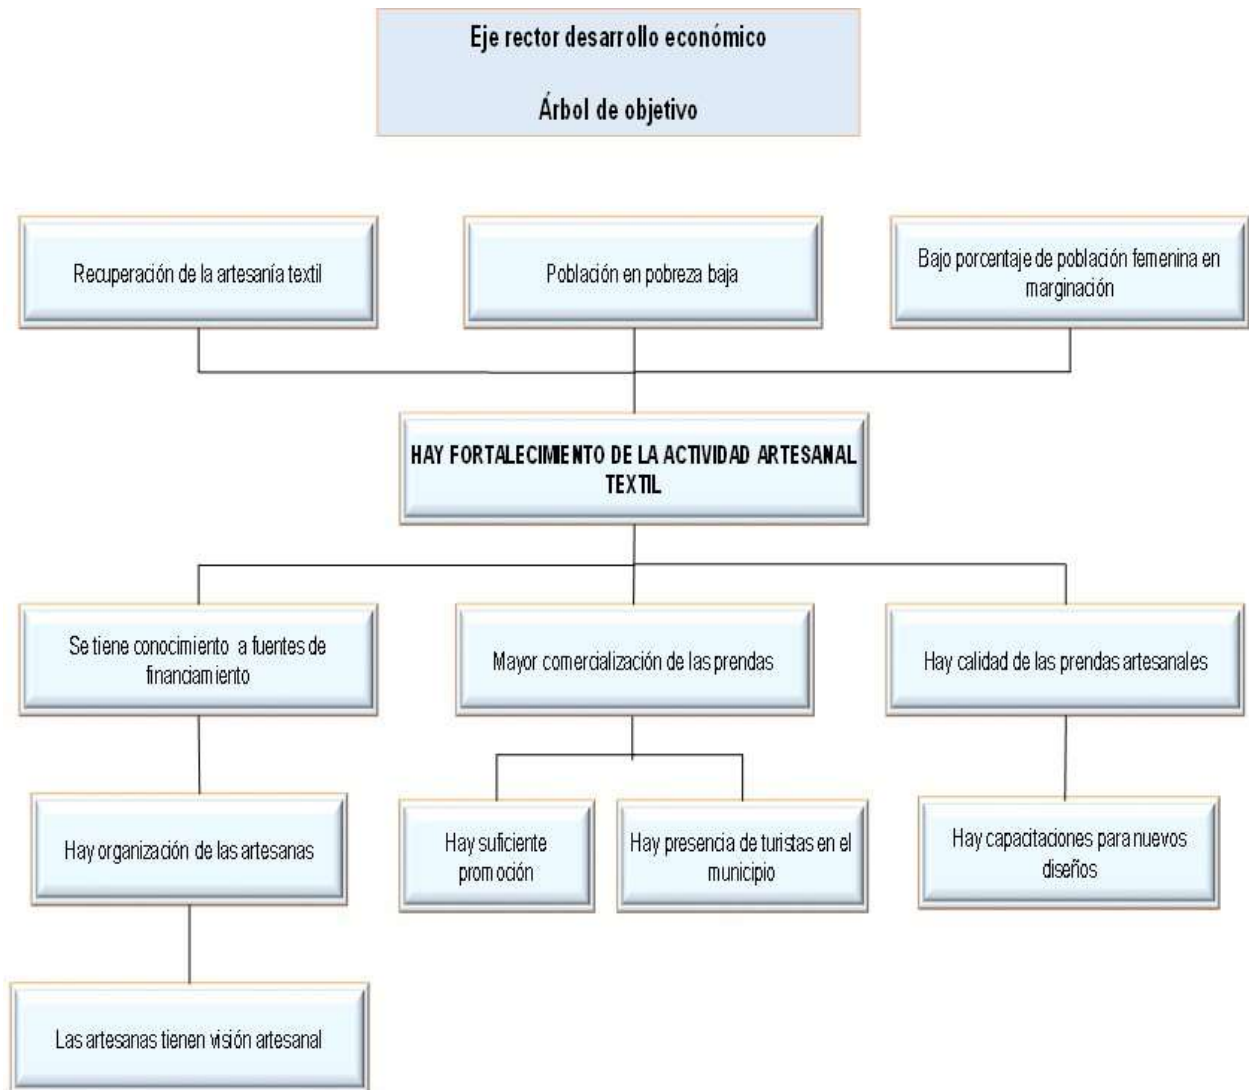 Eje rector desarrollo económico
Árbol de objetivo
Recuperación de la artesanía textil
Población en pobreza baja
Bajo porcentaje de población femenina en
marginación
HAY FORTALECIMIENTO DE LA ACTIVIDAD ARTESANAL
TEXTIL
Se tiene conocimiento a fuentes de
financiamiento
Mayor comercialización de las prendas
Hay calidad de las prendas artesanales
Hay organización de las artesanas
Hay suficiente
promoción
Hay presencia de turistas en el
municipio
Hay capacitaciones para nuevos
diseños
Las artesanas tienen visión artesanal